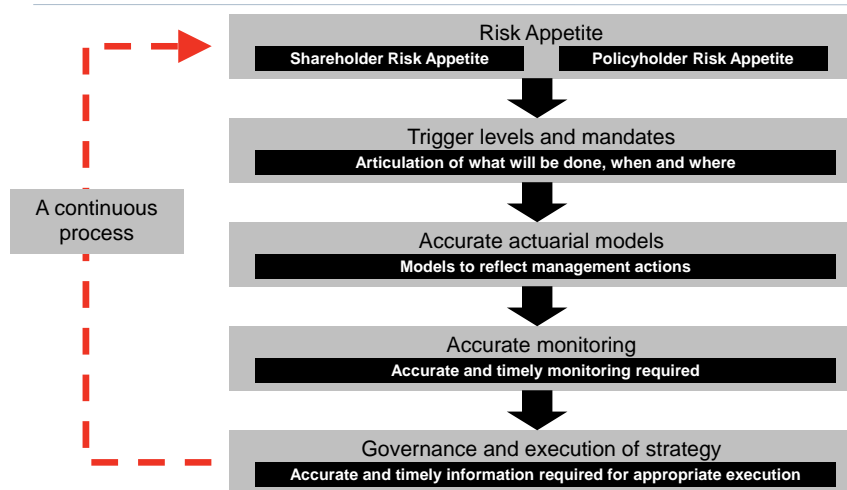 Risk Appetite
Shareholder Risk Appetite
Policyholder Risk Appetite
Trigger levels and mandates
Articulation of what will be done, when and where
A continuous
process
Accurate actuarial models
Models to reflect management actions
Accurate monitoring
Accurate and timely monitoring required
Governance and execution of strategy
Accurate and timely information required for appropriate execution